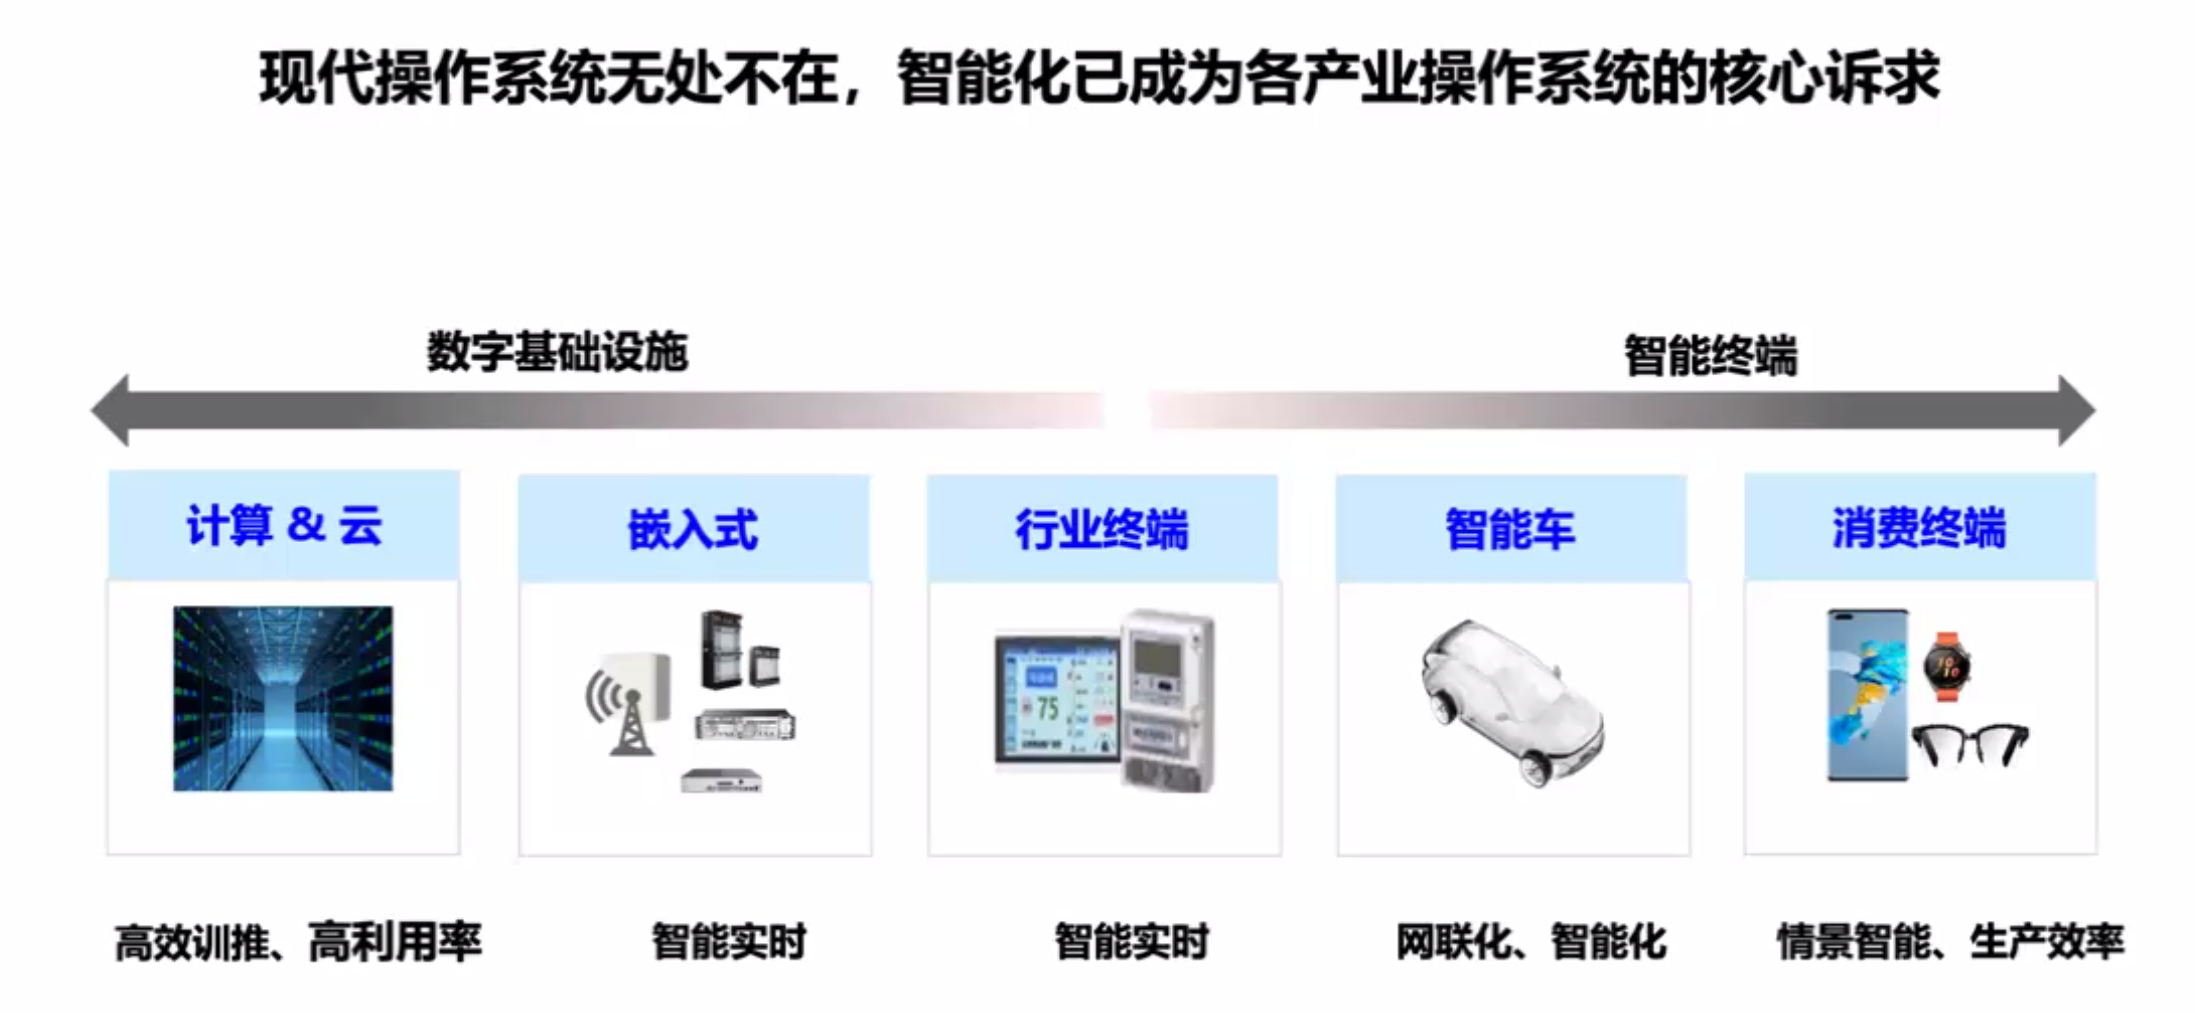 现代操作系统无处不在，智能化已成为各产业操作系统的核心诉求
数字基础设施
智能终端
计算 & 云
嵌入式
行业终端
智能车
消费终端
75
10
10
高效训推、高利用率
智能实时
智能实时
网联化、智能化
情景智能、生产效率